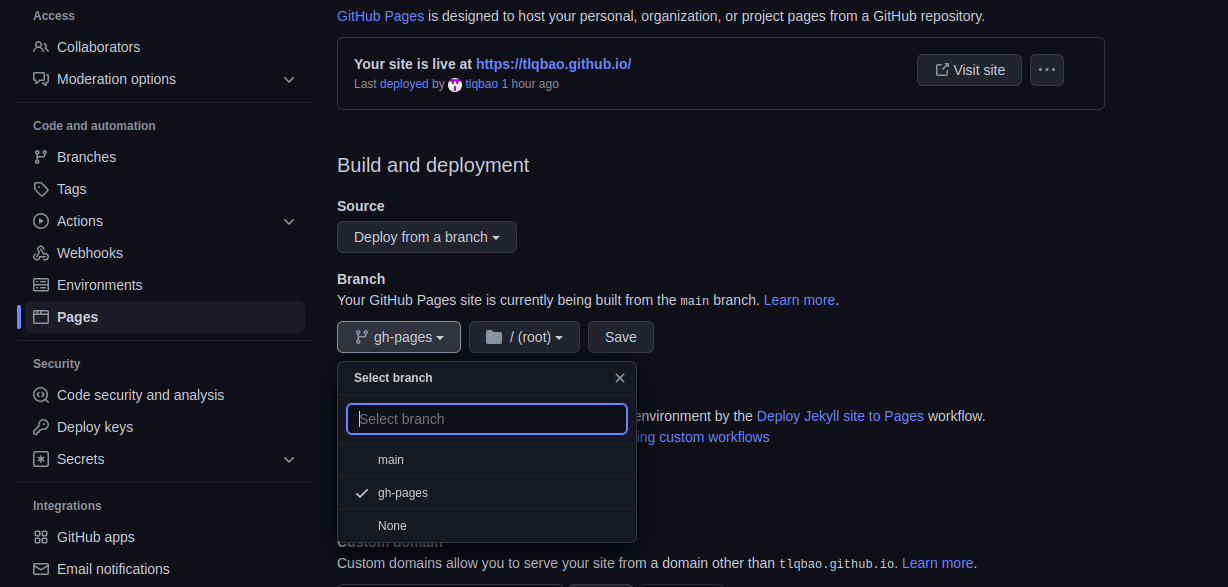 Access
Collaborators
Moderation options
Code and automation
Branches
Tags
Actions
Webhooks
Environments
Pages
Security
Code security and analysis
Deploy keys
Secrets
Integrations
GitHub apps
Email notifications
GitHub Pages is designed to host your personal, organization, or project pages from a GitHub repository.
Your site is live at https://tlqbao.github.io/
Last deployed by tlqbao 1 hour ago
Visit site
Build and deployment
Source
Deploy from a branch
Branch
Your GitHub Pages site is currently being built from the main branch. Learn more.
gh-pages / (root) Save
Select branch
Select branch
main
gh-pages
None
environment by the Deploy Jekyll site to Pages workflow.
ing custom workflows
Custom domain
Custom domains allow you to serve your site from a domain other than tlqbao.github.io. Learn more.